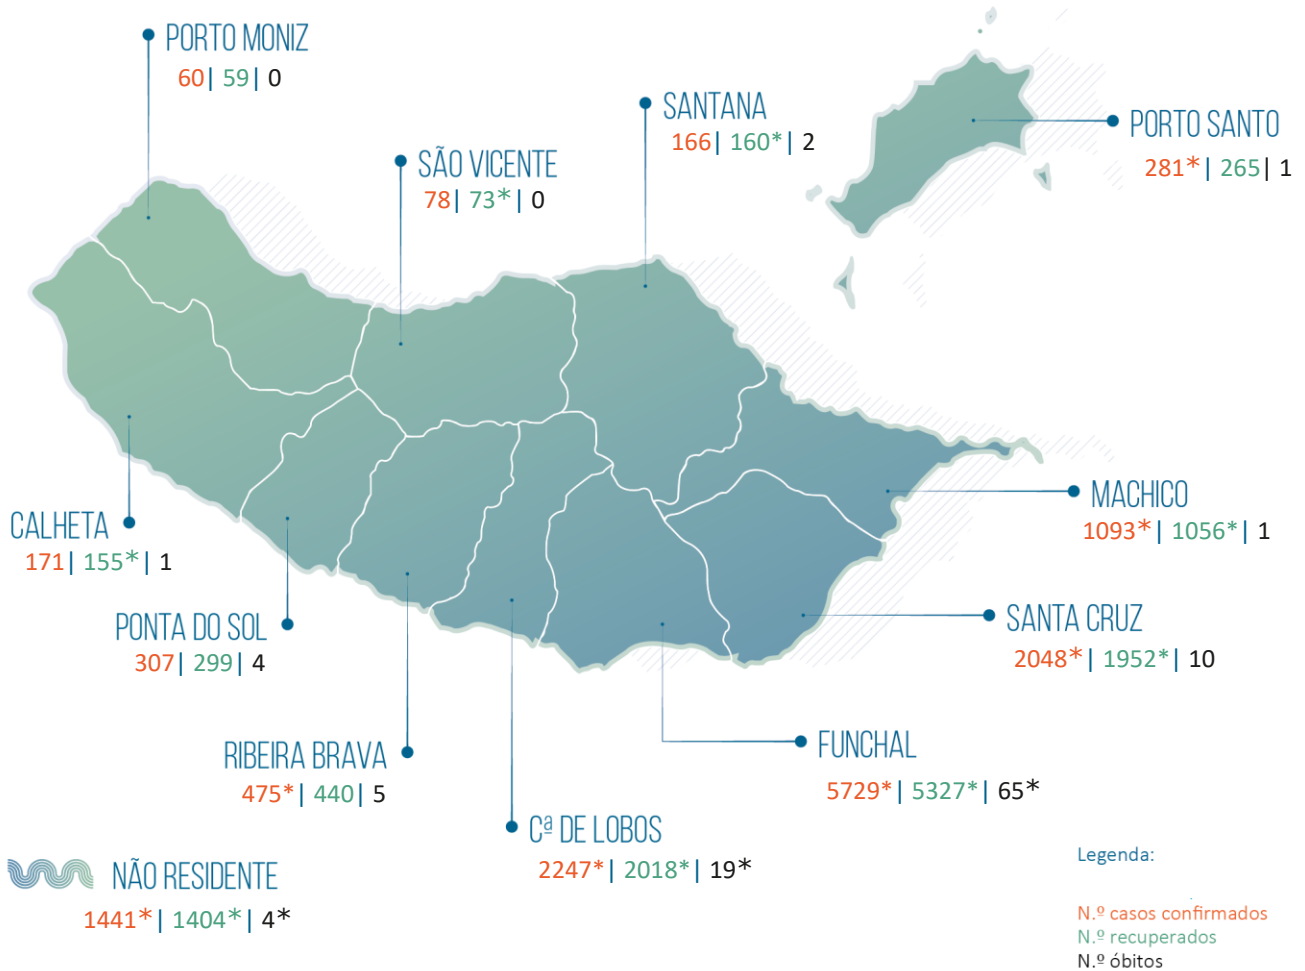 PORTO MONIZ
60| 59| 0
SANTANA
166| 160*| 2
PORTO SANTO
281*| 265| 1
SÃO VICENTE
78| 73*| 0
MACHICO
1093*| 1056*| 1
CALHETA
171| 155*| 1
SANTA CRUZ
2048*| 1952*| 10
PONTA DO SOL
307| 299| 4
FUNCHAL
5729*| 5327*| 65*
RIBEIRA BRAVA
475*| 440| 5
Cª DE LOBOS
2247*| 2018*| 19*
NÃO RESIDENTE
1441*| 1404*| 4*
Legenda:
N.º casos confirmados
N.º recuperados
N.º óbitos